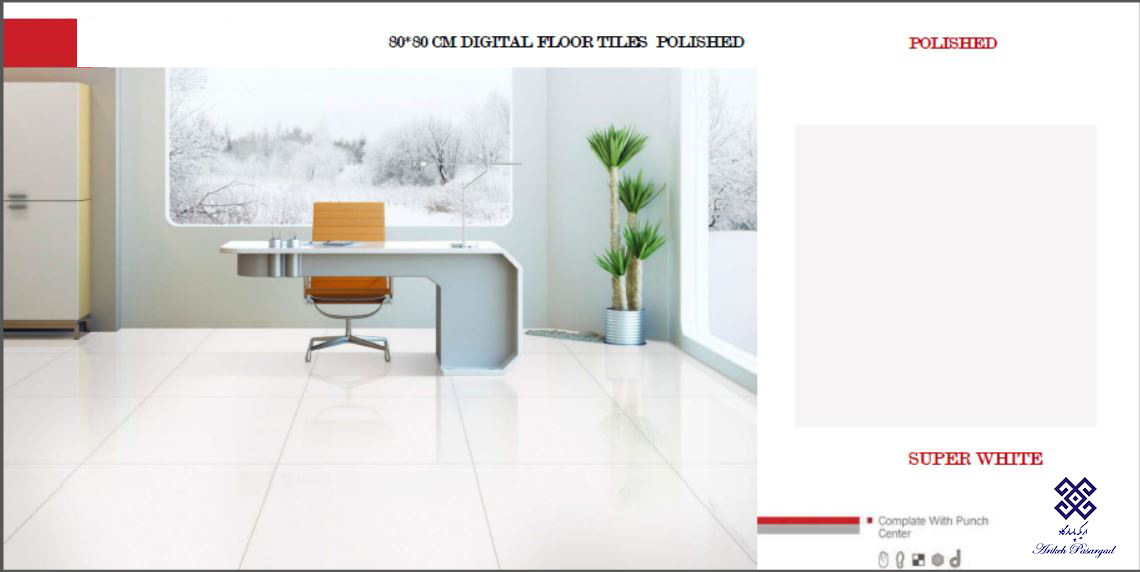 80*80 CM DIGITAL FLOOR TILES POLISHED
POLISHED
SUPER WHITE
Complate With Punch
Center
Arikeh Pasargad